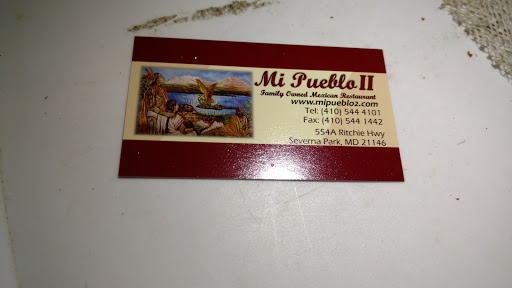 Mi Pueblo II
Family Owned Mexican Restaurant
www.mipueblo2.com
Tel: (410) 544 4101
Fax: (410) 544 1442
554A Ritchie Hwy
Severna Park, MD 21146